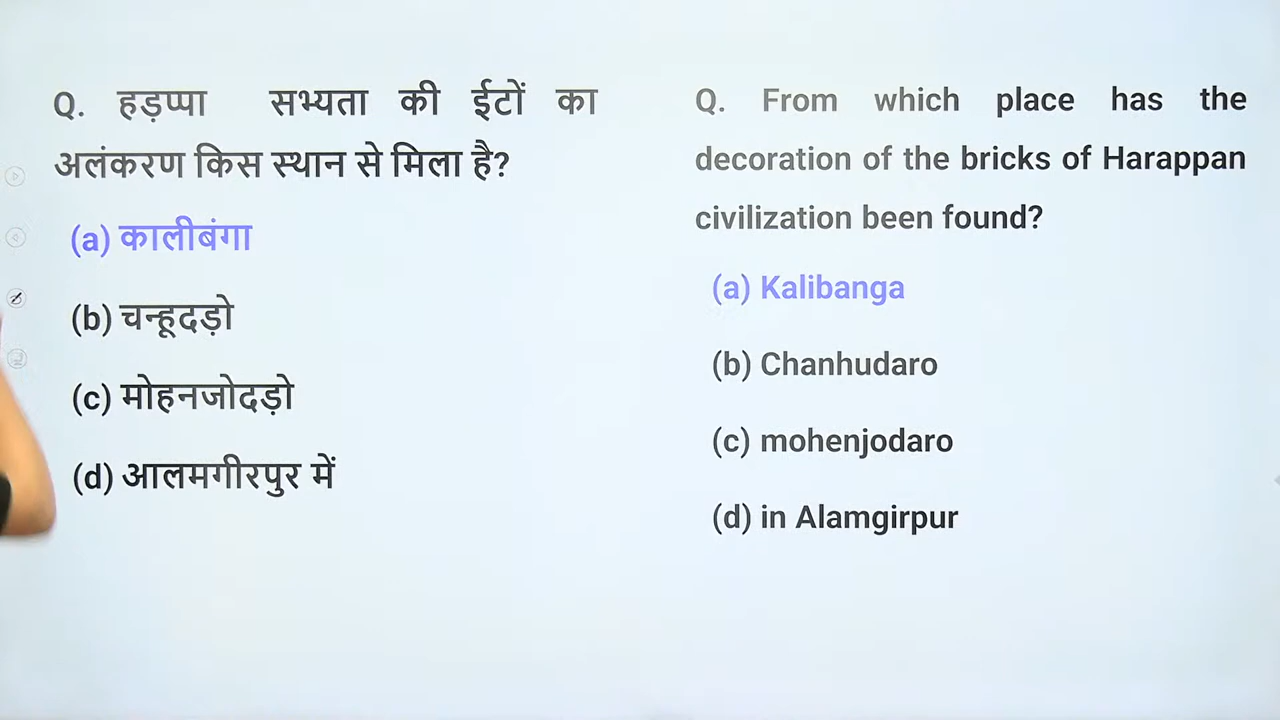 Q. हड़प्पा सभ्यता की ईटों का
अलंकरण किस स्थान से मिला है?
(a) कालीबंगा
(b) चन्हूदड़ो
(c) मोहनजोदड़ो
(d) आलमगीरपुर में
Q. From which place has the
decoration of the bricks of Harappan
civilization been found?
(a) Kalibanga
(b) Chanhudaro
(c) mohenjodaro
(d) in Alamgirpur